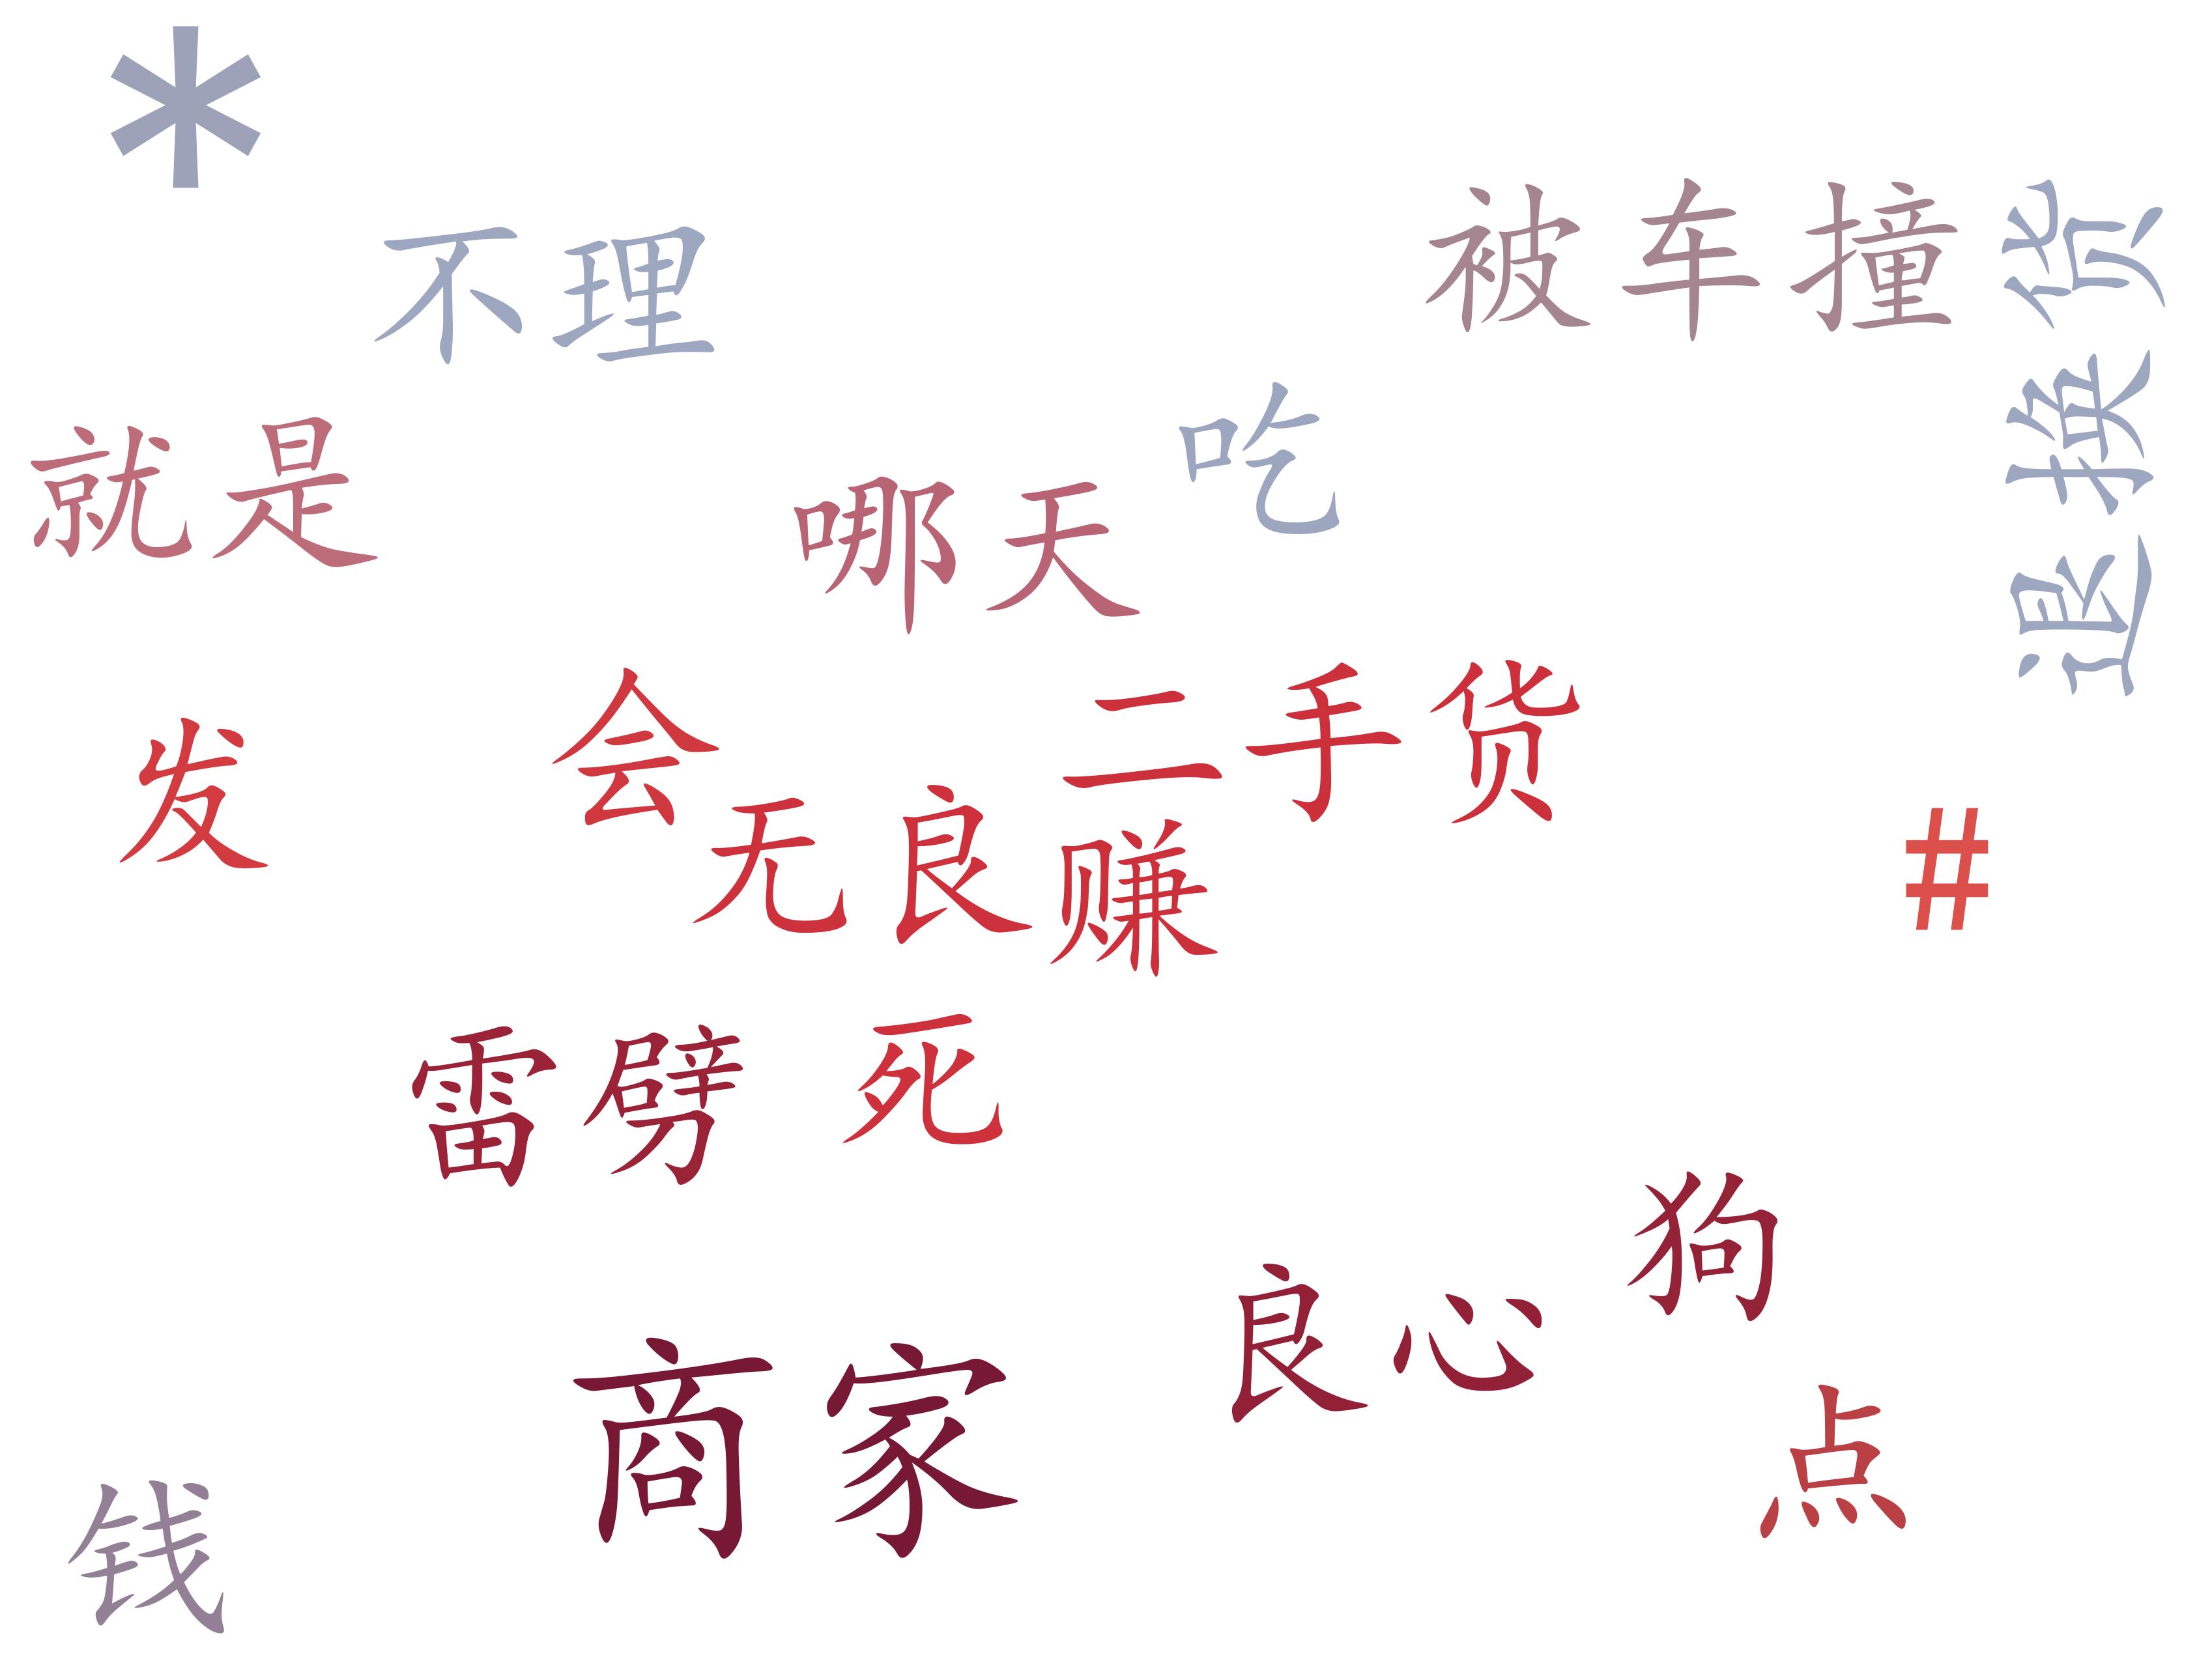 *
不理
被车撞
退换货
就是
吃
哪天
会
二手货
发
无良赚
#
雷劈
死
狗
良心
商家
点
钱